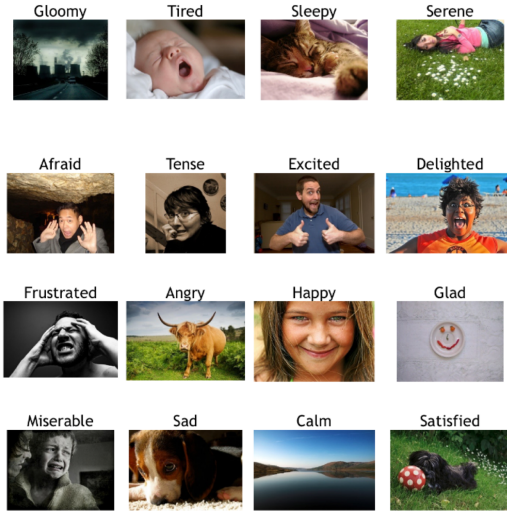 Gloomy Tired Sleepy Serene
Afraid Tense Excited Delighted
Frustrated Angry Happy Glad
Miserable Sad Calm Satisfied